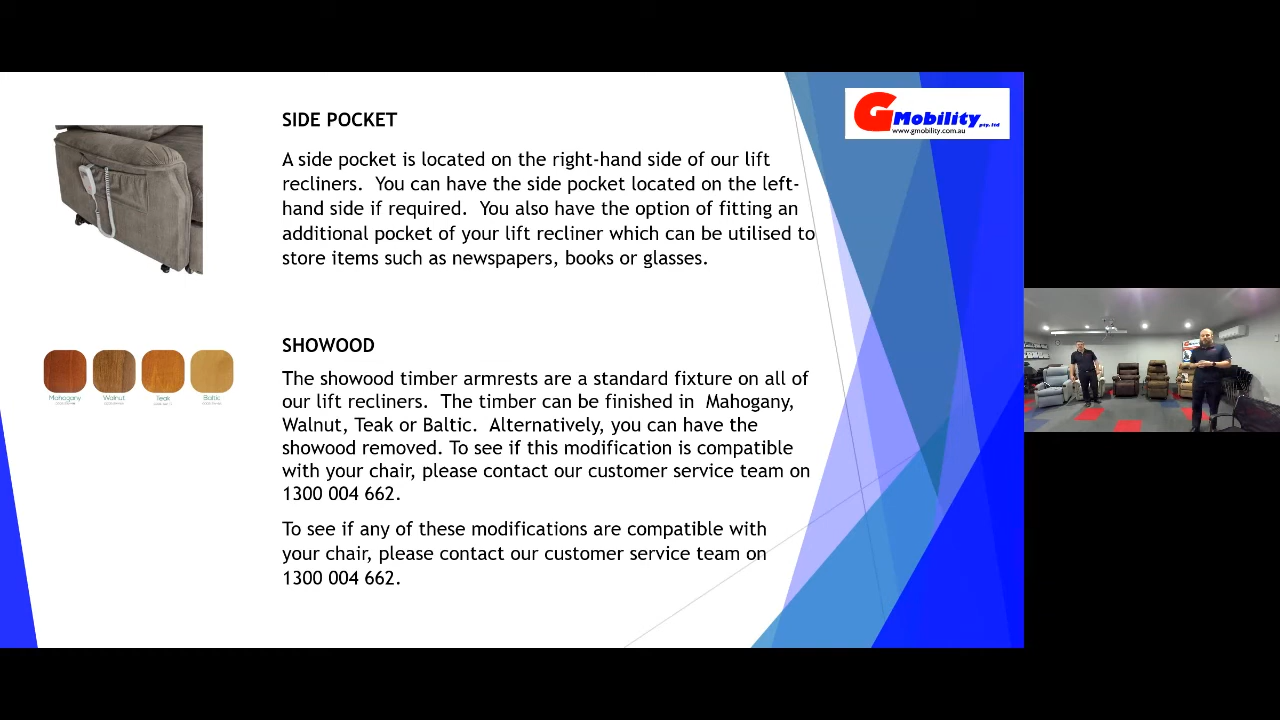 SIDE POCKET
A side pocket is located on the right-hand side of our lift
recliners. You can have the side pocket located on the left-
hand side if required. You also have the option of fitting an
additional pocket of your lift recliner which can be utilised to
store items such as newspapers, books or glasses.
SHOWOOD
The showood timber armrests are a standard fixture on all of
our lift recliners. The timber can be finished in Mahogany,
Walnut, Teak or Baltic. Alternatively, you can have the
showood removed. To see if this modification is compatible
with your chair, please contact our customer service team on
1300 004 662.
To see if any of these modifications are compatible with
your chair, please contact our customer service team on
1300 004 662.
Mahogany Walnut Teak Baltic
GMobility pty. ltd
www.gmobility.com.au